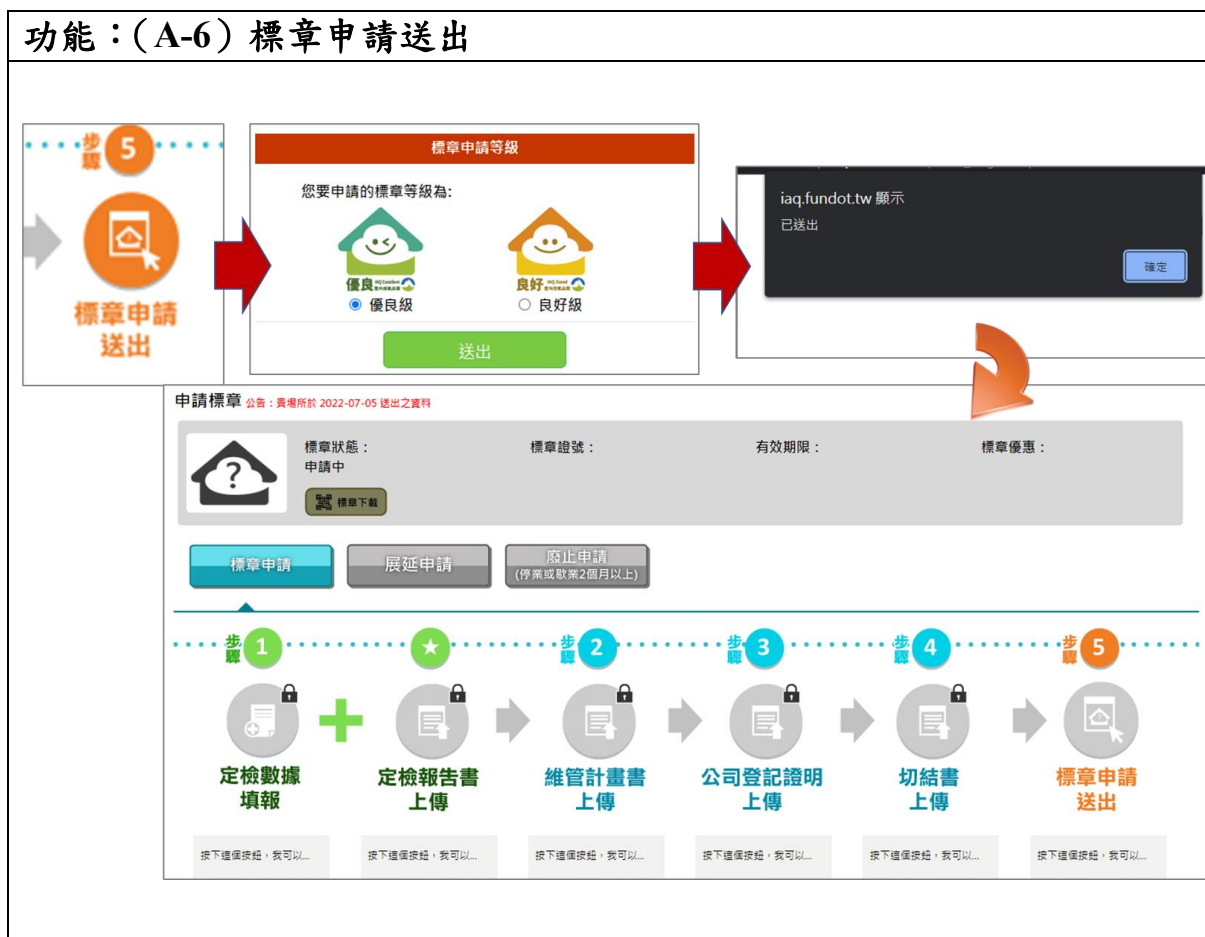 功能：（A-6）標章申請送出
步驟 5
標章申請
送出
標章申請等級
您要申請的標章等級為:
優良
良好
優良級
良好級
送出
iaq.fundot.tw 顯示
已送出
確定
申請標章 公告：貴場所於 2022-07-05 送出之資料
標章狀態：
申請中
標章證號：
有效期限：
標章優惠：
標章下載
標章申請
展延申請
廢止申請
(停業或歇業2個月以上)
步驟 1
步驟 2
步驟 3
步驟 4
步驟 5
定檢數據
填報
定檢報告書
上傳
維管計畫書
上傳
公司登記證明
上傳
切結書
上傳
標章申請
送出
按下這個按鈕，我可以...
按下這個按鈕，我可以...
按下這個按鈕，我可以...
按下這個按鈕，我可以...
按下這個按鈕，我可以...
按下這個按鈕，我可以...